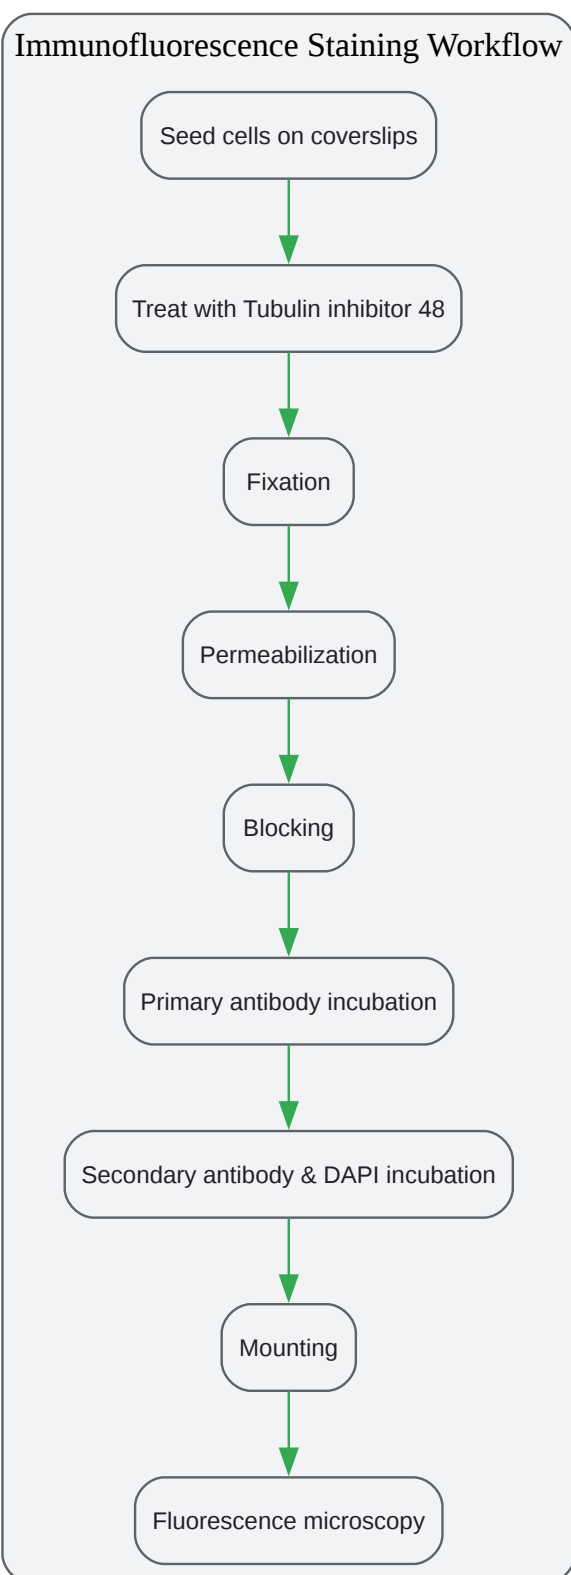 Immunofluorescence Staining Workflow
Seed cells on coverslips
Treat with Tubulin inhibitor 48
Fixation
Permeabilization
Blocking
Primary antibody incubation
Secondary antibody & DAPI incubation
Mounting
Fluorescence microscopy